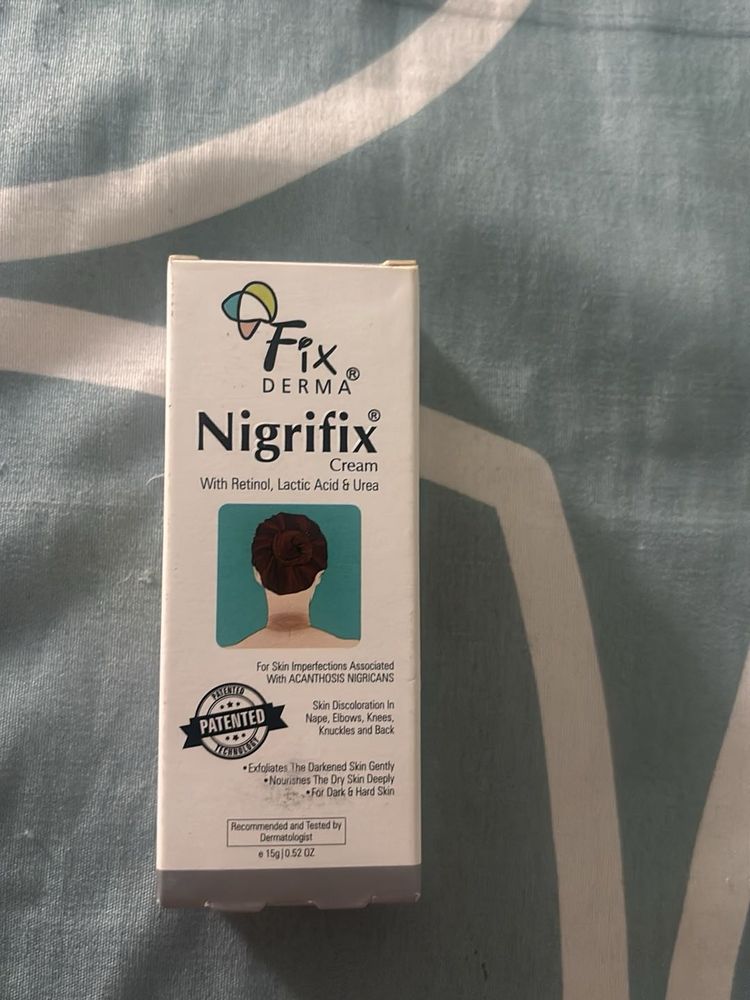 Fix
DERMA®
Nigrifix®
Cream
With Retinol, Lactic Acid & Urea
For Skin Imperfections Associated
With ACANTHOSIS NIGRICANS
PATENTED
PATENTED
TECHNOLOGY
Skin Discoloration In
Nape, Elbows, Knees,
Knuckles and Back
•Exfoliates The Darkened Skin Gently
•Nourishes The Dry Skin Deeply
•For Dark & Hard Skin
Recommended and Tested by
Dermatologist
e 15g|0.52 OZ